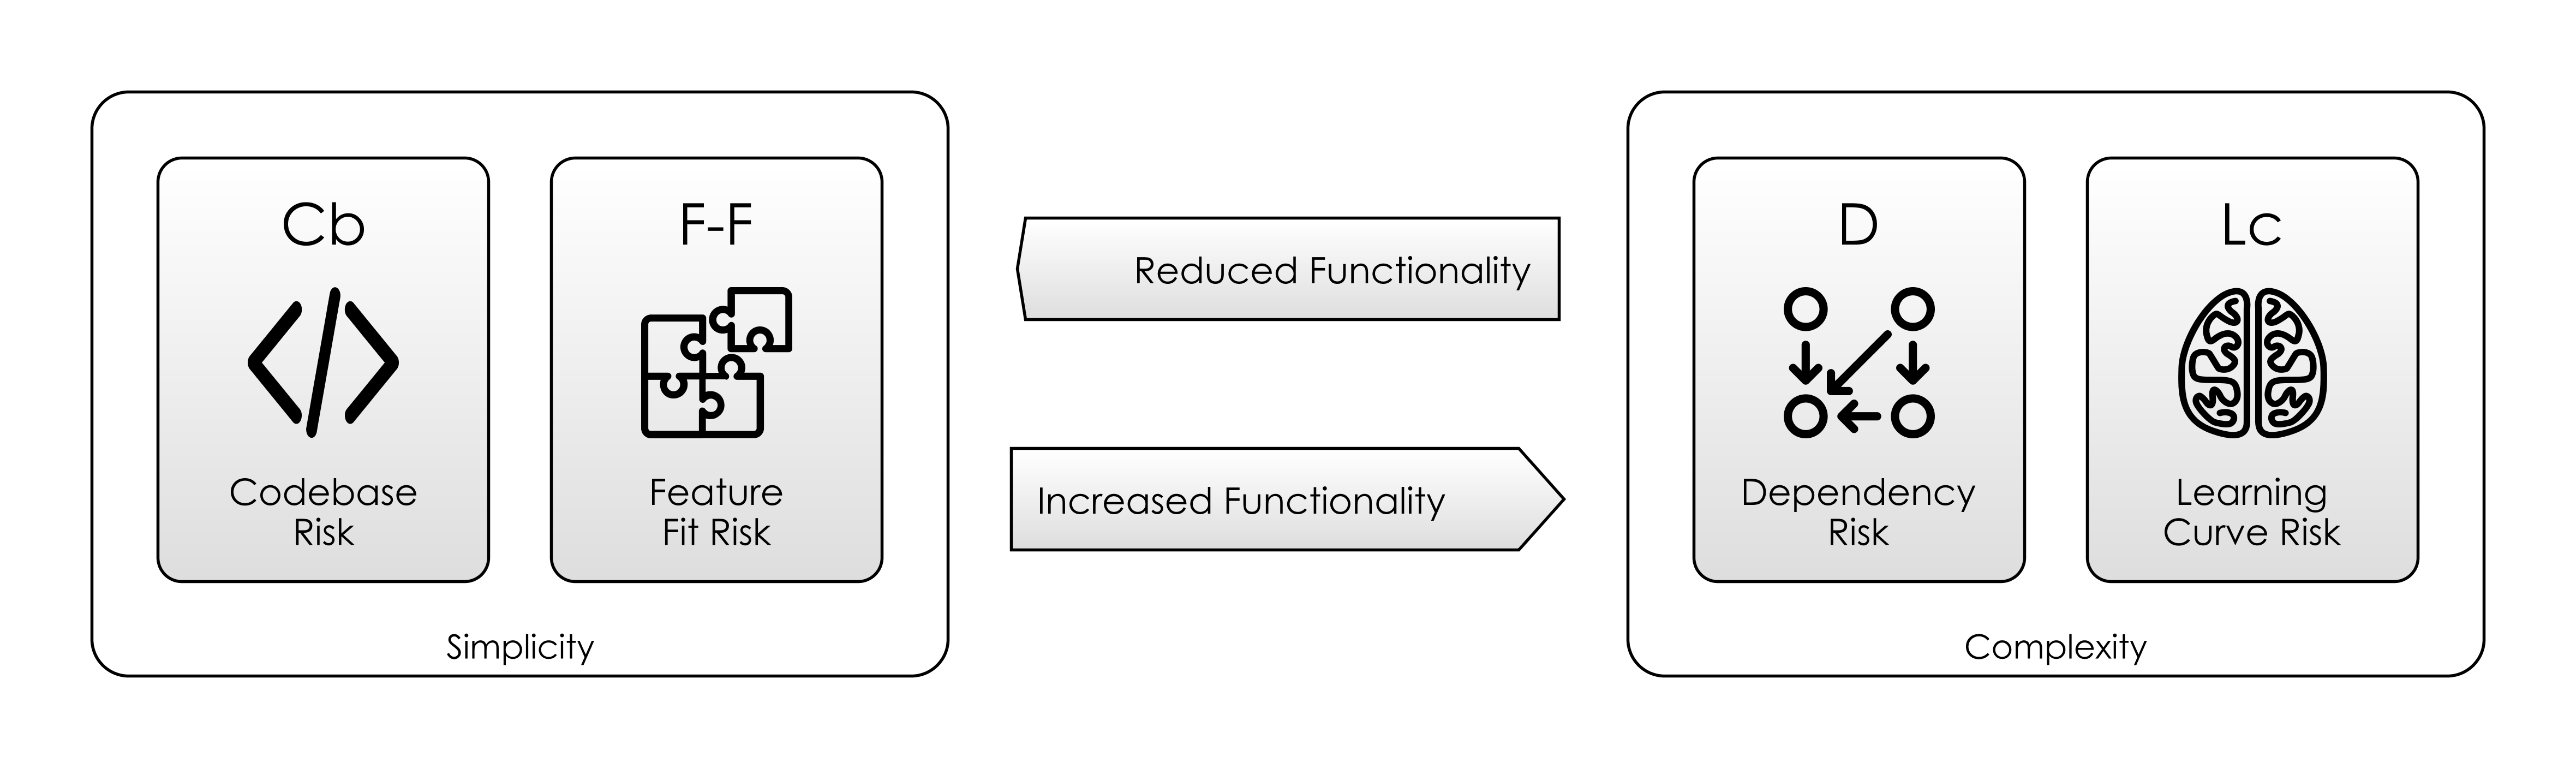 Cb
Codebase
Risk
F-F
Feature
Fit Risk
Simplicity
Reduced Functionality
Increased Functionality
D
Dependency
Risk
Lc
Learning
Curve Risk
Complexity